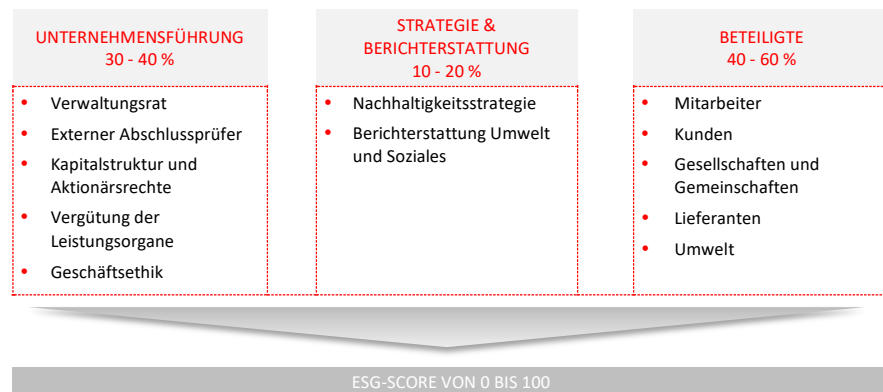 UNTERNEHMENSFÜHRUNG
30 - 40 %
• Verwaltungsrat
• Externer Abschlussprüfer
• Kapitalstruktur und
Aktionärsrechte
• Vergütung der
Leistungsorgane
• Geschäftsethik
STRATEGIE &
BERICHTERSTATTUNG
10 - 20 %
• Nachhaltigkeitsstrategie
• Berichterstattung Umwelt
und Soziales
BETEILIGTE
40 - 60 %
• Mitarbeiter
• Kunden
• Gesellschaften und
Gemeinschaften
• Lieferanten
• Umwelt
ESG-SCORE VON 0 BIS 100